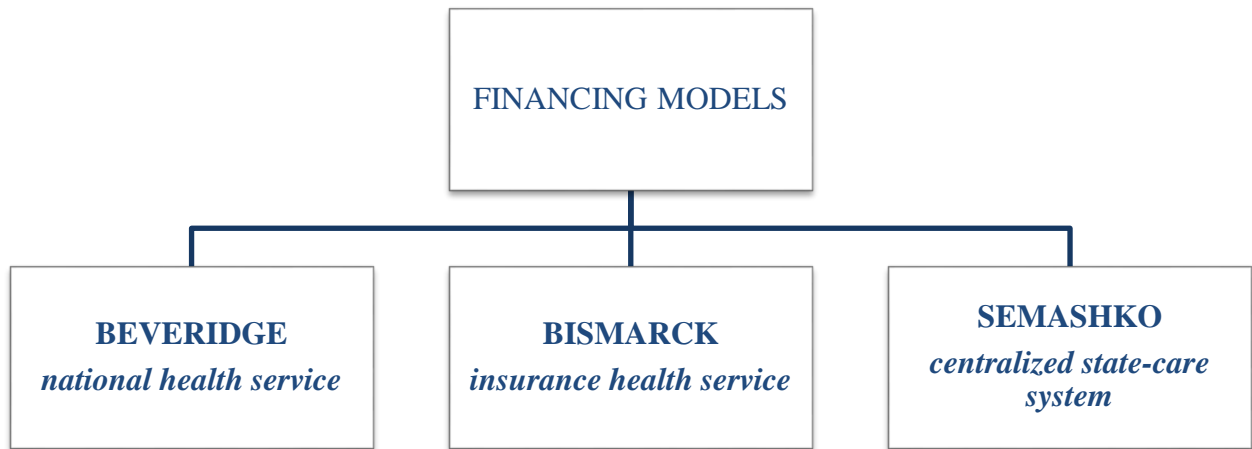 FINANCING MODELS
BEVERIDGE
national health service
BISMARCK
insurance health service
SEMASHKO
centralized state-care
system